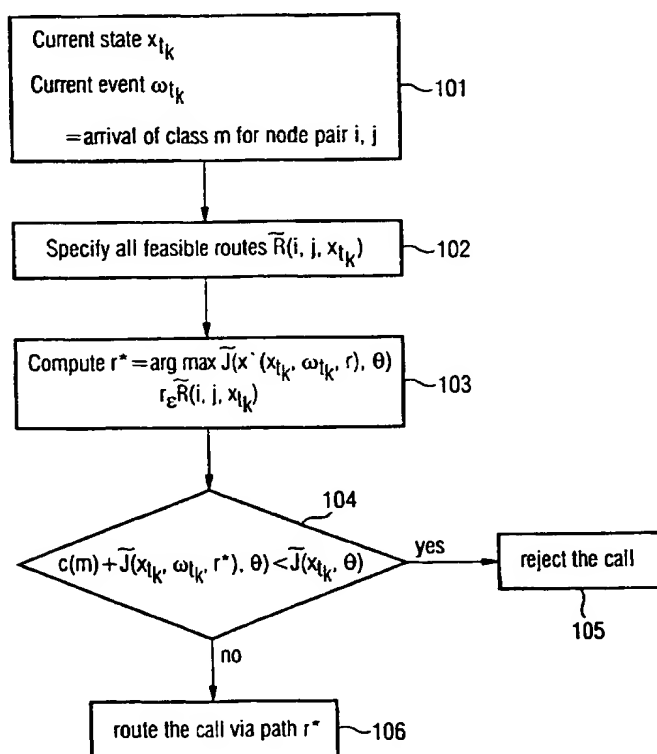 Current state x_{t_k}
Current event ω_{t_k}
=arrival of class m for node pair i, j
101
Specify all feasible routes R̃(i, j, x_{t_k})
102
Compute r* = arg max J̃(x`(x_{t_k}, ω_{t_k}, r), θ)
r_ε R̃(i, j, x_{t_k})
103
104
c(m)+J̃(x_{t_k}, ω_{t_k}, r*), θ) < J̃(x_{t_k}, θ)
yes
reject the call
105
no
route the call via path r*
106